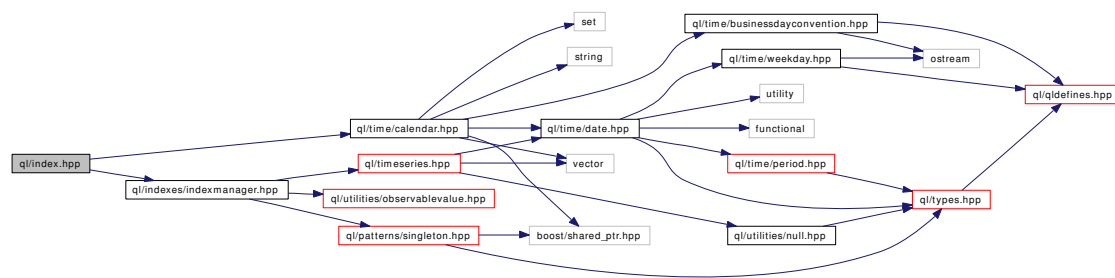 ql/time/businessdayconvention.hpp
set
string
ql/time/weekday.hpp
ostream
utility
ql/qldefines.hpp
ql/time/calendar.hpp
ql/time/date.hpp
functional
ql/index.hpp
ql/timeseries.hpp
vector
ql/time/period.hpp
ql/indexes/indexmanager.hpp
ql/utilities/observablevalue.hpp
ql/types.hpp
ql/patterns/singleton.hpp
boost/shared_ptr.hpp
ql/utilities/null.hpp